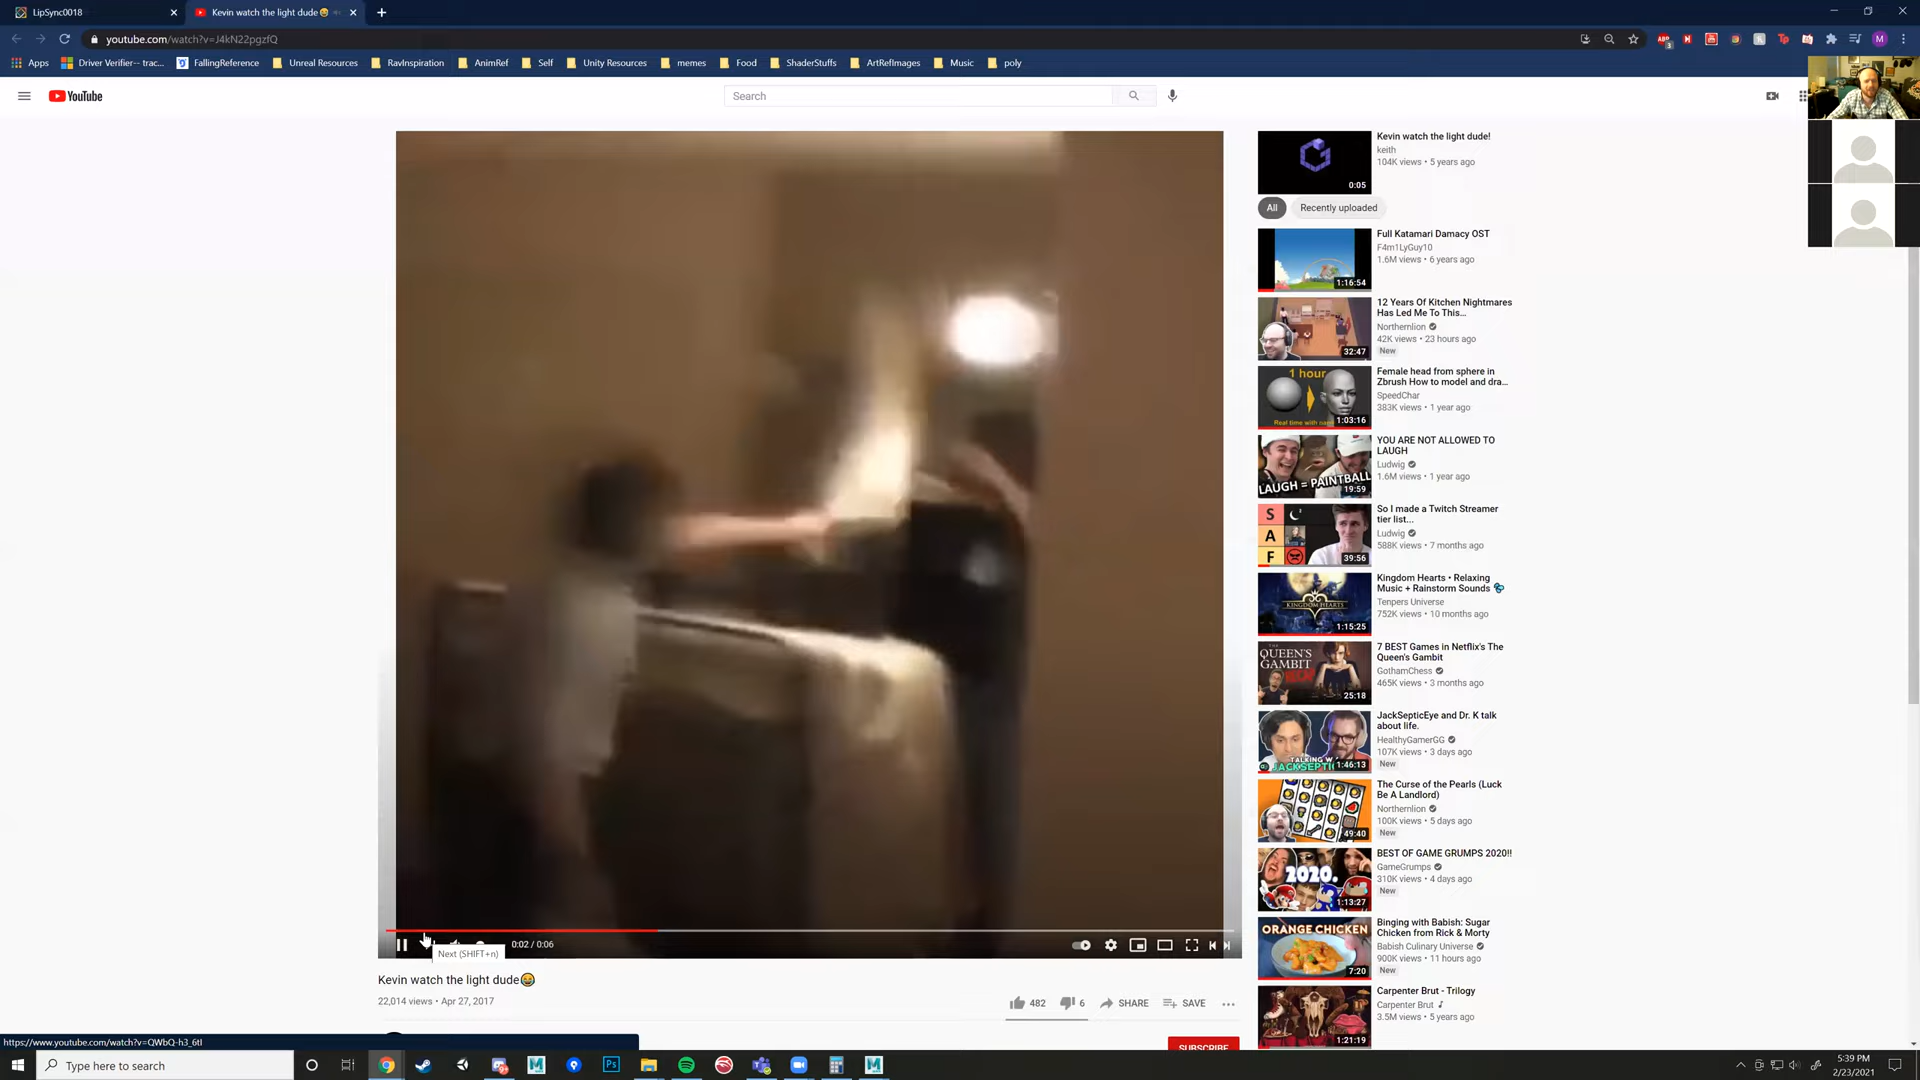 LipSync0018
Kevin watch the light dude😄
youtube.com/watch?v=J4kN22pgzfQ
Apps
Driver Verifier-- trac...
FallingReference
Unreal Resources
RavInspiration
AnimRef
Self
Unity Resources
memes
Food
ShaderStuffs
ArtRefImages
Music
poly
YouTube
Search
0:02 / 0:06
Next (SHIFT+n)
Kevin watch the light dude😄
22,014 views • Apr 27, 2017
482
6
SHARE
SAVE
SUBSCRIBE
Kevin watch the light dude!
keith
104K views • 5 years ago
0:05
All
Recently uploaded
Full Katamari Damacy OST
F4m1LyGuy10
1.6M views • 6 years ago
1:16:54
12 Years Of Kitchen Nightmares
Has Led Me To This...
Northernlion
42K views • 23 hours ago
New
32:47
1 hour
Female head from sphere in
Zbrush How to model and dra...
SpeedChar
383K views • 1 year ago
1:03:16
YOU ARE NOT ALLOWED TO
LAUGH
Ludwig
1.6M views • 1 year ago
LAUGH = PAINTBALL
19:59
S
A
F
So I made a Twitch Streamer
tier list...
Ludwig
588K views • 7 months ago
39:56
Kingdom Hearts • Relaxing
Music + Rainstorm Sounds
Tenpers Universe
752K views • 10 months ago
KINGDOM HEARTS
1:15:25
THE
QUEEN'S
GAMBIT
RECAP
7 BEST Games in Netflix's The
Queen's Gambit
GothamChess
465K views • 3 months ago
25:18
JackSepticEye and Dr. K talk
about life.
HealthyGamerGG
107K views • 3 days ago
New
1:46:13
The Curse of the Pearls (Luck
Be A Landlord)
Northernlion
100K views • 5 days ago
New
49:40
BEST OF GAME GRUMPS 2020!!
GameGrumps
310K views • 4 days ago
New
2020.
1:13:27
ORANGE CHICKEN
Binging with Babish: Sugar
Chicken from Rick & Morty
Babish Culinary Universe
900K views • 11 hours ago
New
7:20
Carpenter Brut - Trilogy
Carpenter Brut
3.5M views • 5 years ago
1:21:19
https://www.youtube.com/watch?v=QWbQ-h3_6tI
Type here to search
5:39 PM
2/23/2021